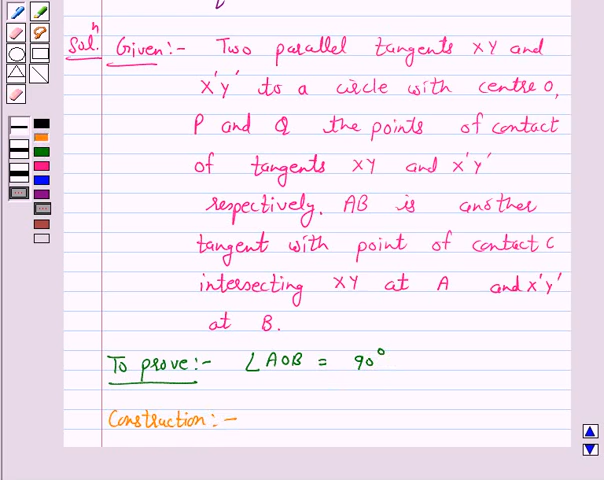 Solⁿ. Given:- Two parallel tangents XY and
X'Y' to a circle with centre O,
P and Q the points of contact
of tangents XY and X'Y'
respectively. AB is another
tangent with point of contact C
intersecting XY at A and X'Y'
at B.
To prove:- ∠AOB = 90°
Construction:-